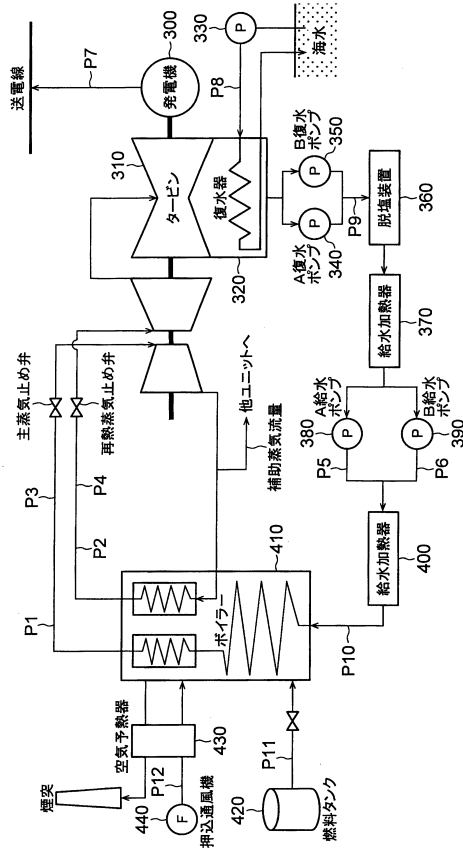 送電線
P7
300
発電機
330
P
海水
P8
310
タービン
復水器
320
A復水
ポンプ
P
340
B復水
ポンプ
P
350
P9
脱塩装置
360
給水加熱器
370
主蒸気止め弁
再熱蒸気止め弁
P3
P4
P1
P2
他ユニットへ
補助蒸気流量
A給水
ポンプ
380
P
P5
B給水
ポンプ
P
390
P6
給水加熱器
400
P10
410
ボイラー
空気予熱器
430
煙突
P12
440
F
押込通風機
P11
420
燃料タンク